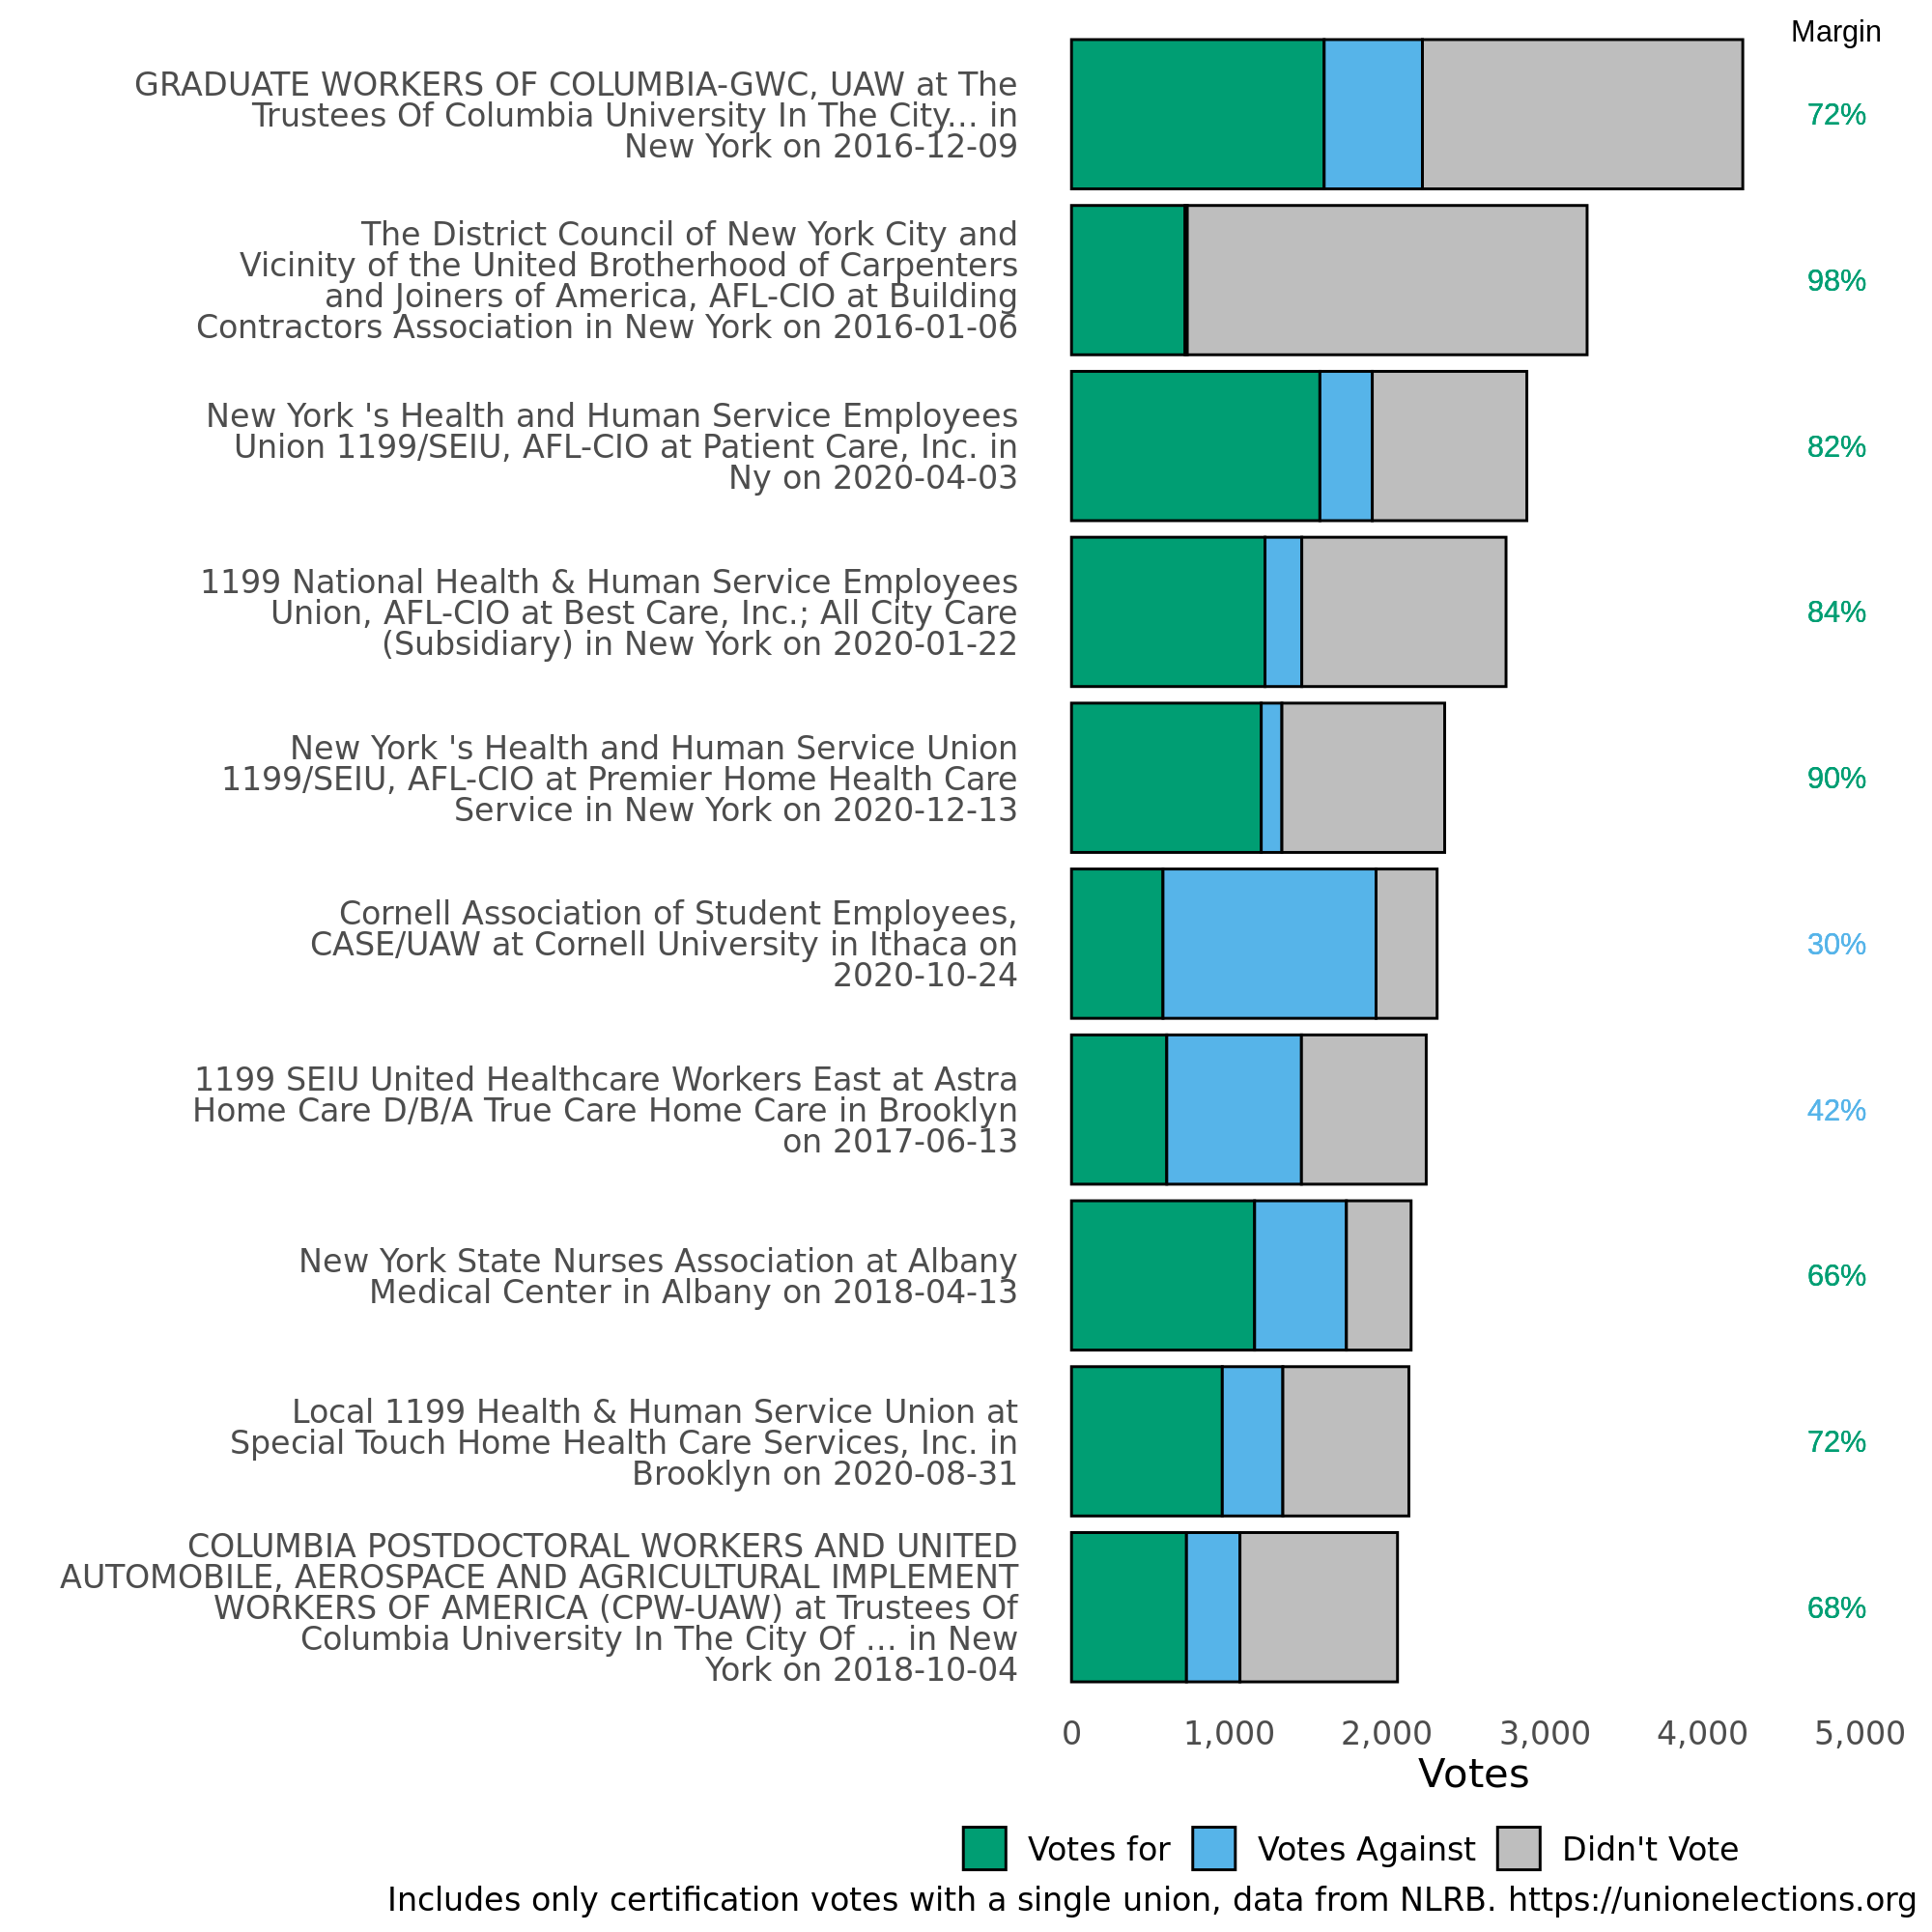 Margin
GRADUATE WORKERS OF COLUMBIA-GWC, UAW at The
Trustees Of Columbia University In The City... in
New York on 2016-12-09
72%
The District Council of New York City and
Vicinity of the United Brotherhood of Carpenters
and Joiners of America, AFL-CIO at Building
Contractors Association in New York on 2016-01-06
98%
New York 's Health and Human Service Employees
Union 1199/SEIU, AFL-CIO at Patient Care, Inc. in
Ny on 2020-04-03
82%
1199 National Health & Human Service Employees
Union, AFL-CIO at Best Care, Inc.; All City Care
(Subsidiary) in New York on 2020-01-22
84%
New York 's Health and Human Service Union
1199/SEIU, AFL-CIO at Premier Home Health Care
Service in New York on 2020-12-13
90%
Cornell Association of Student Employees,
CASE/UAW at Cornell University in Ithaca on
2020-10-24
30%
1199 SEIU United Healthcare Workers East at Astra
Home Care D/B/A True Care Home Care in Brooklyn
on 2017-06-13
42%
New York State Nurses Association at Albany
Medical Center in Albany on 2018-04-13
66%
Local 1199 Health & Human Service Union at
Special Touch Home Health Care Services, Inc. in
Brooklyn on 2020-08-31
72%
COLUMBIA POSTDOCTORAL WORKERS AND UNITED
AUTOMOBILE, AEROSPACE AND AGRICULTURAL IMPLEMENT
WORKERS OF AMERICA (CPW-UAW) at Trustees Of
Columbia University In The City Of ... in New
York on 2018-10-04
68%
0 1,000 2,000 3,000 4,000 5,000
Votes
Votes for Votes Against Didn't Vote
Includes only certification votes with a single union, data from NLRB. https://unionelections.org